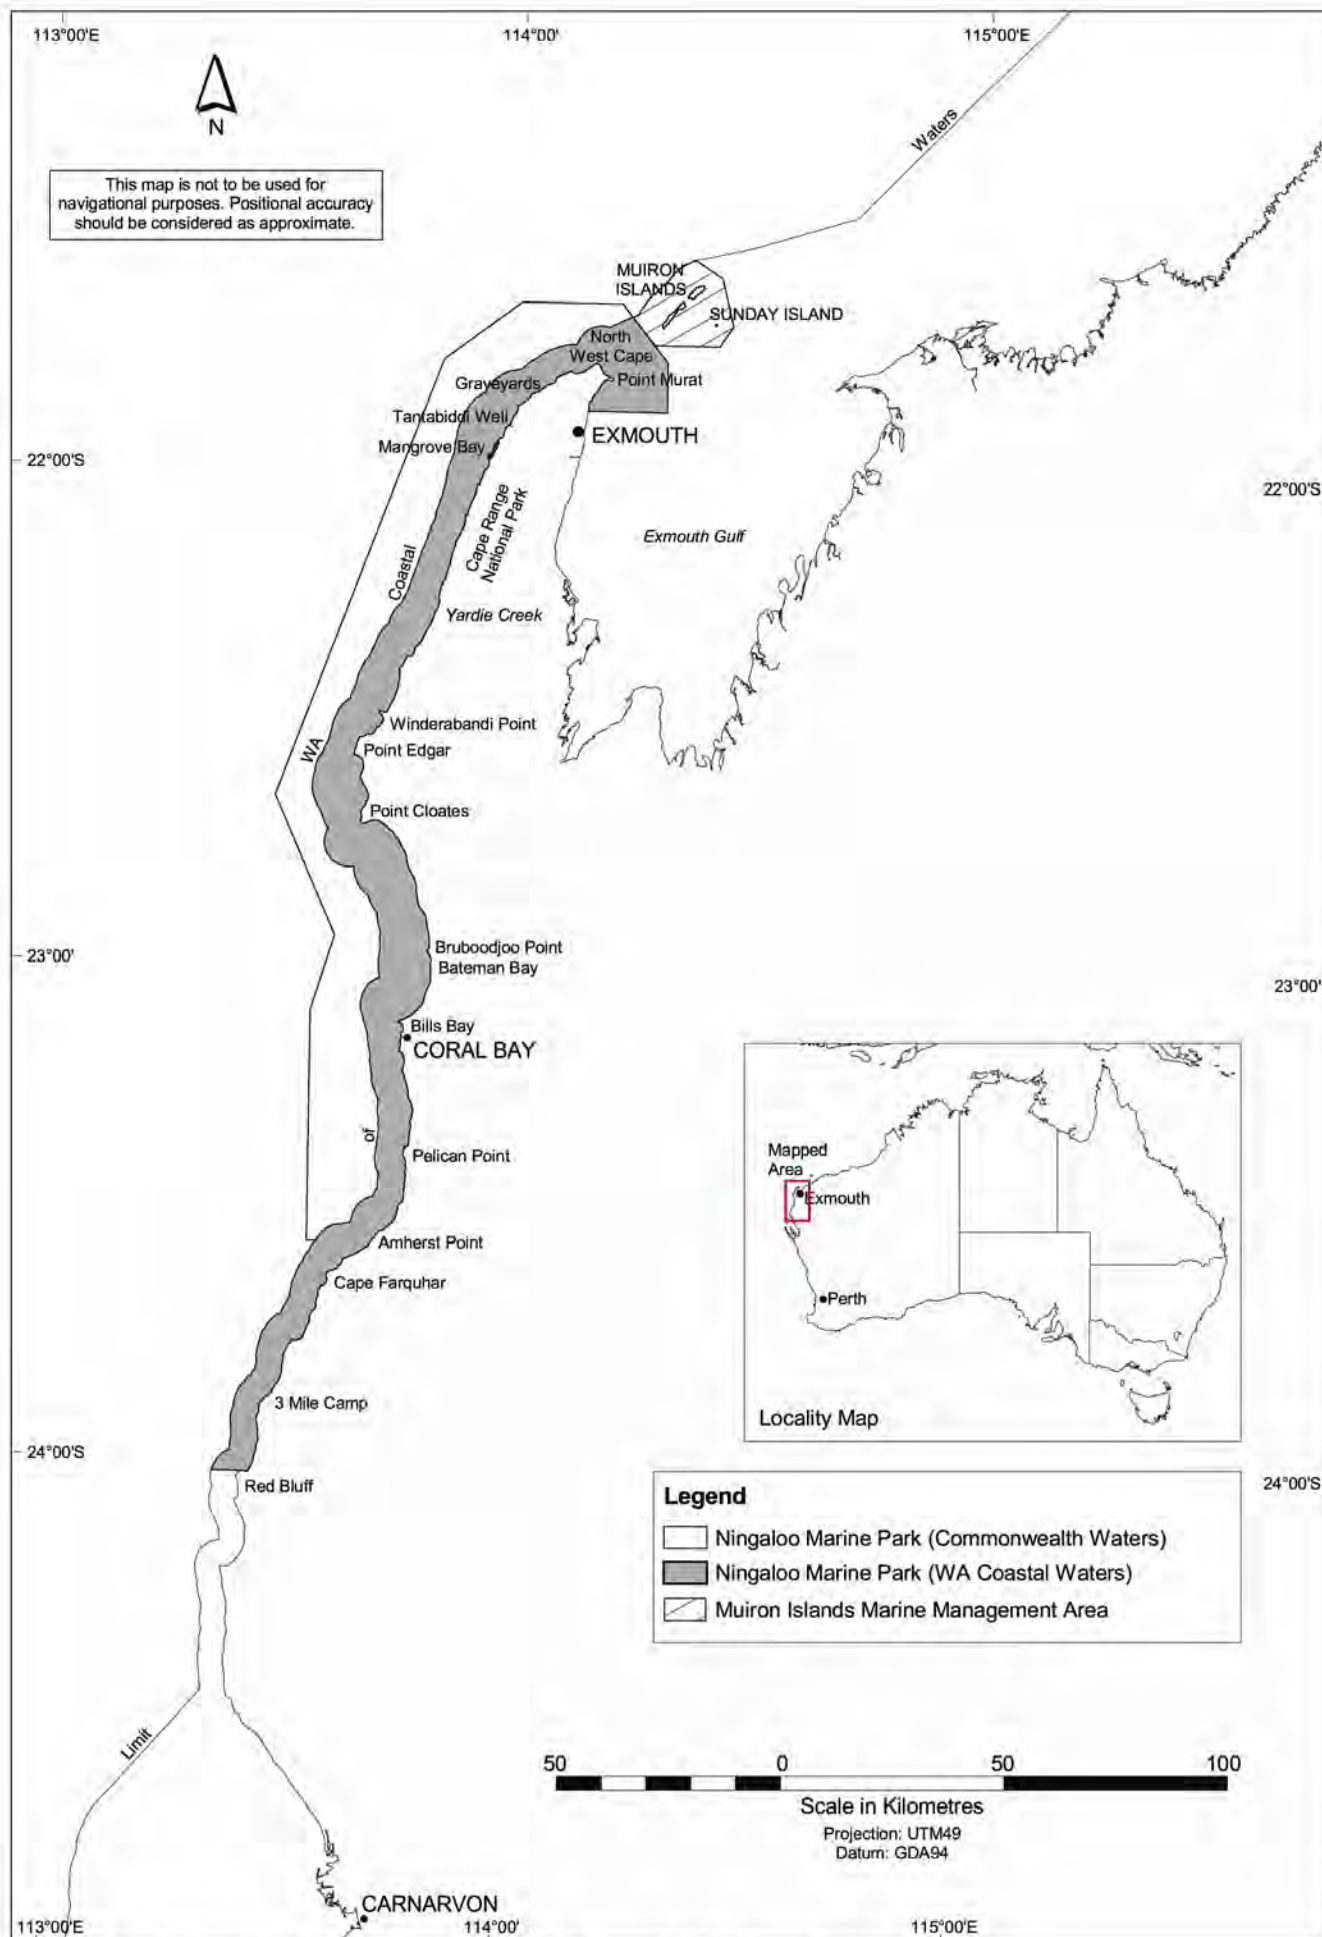 113°00'E
114°00'E
115°00'E
N
This map is not to be used for
navigational purposes. Positional accuracy
should be considered as approximate.
Waters
MUIRON
ISLANDS
SUNDAY ISLAND
North
West Cape
Point Murat
Graveyards
Tantabiddi Well
Mangrove Bay
EXMOUTH
22°00'S
22°00'S
Cape Range
National Park
Exmouth Gulf
Coastal
Yardie Creek
Winderabandi Point
WA
Point Edgar
Point Cloates
Bruboodjoo Point
23°00'
Bateman Bay
23°00'
Bills Bay
CORAL BAY
of
Pelican Point
Mapped
Area
Exmouth
Amherst Point
Cape Farquhar
Perth
3 Mile Camp
Locality Map
24°00'S
24°00'S
Red Bluff
Legend
Ningaloo Marine Park (Commonwealth Waters)
Ningaloo Marine Park (WA Coastal Waters)
Muiron Islands Marine Management Area
Limit
50 0 50 100
Scale in Kilometres
Projection: UTM49
Datum: GDA94
CARNARVON
113°00'E
114°00'
115°00'E